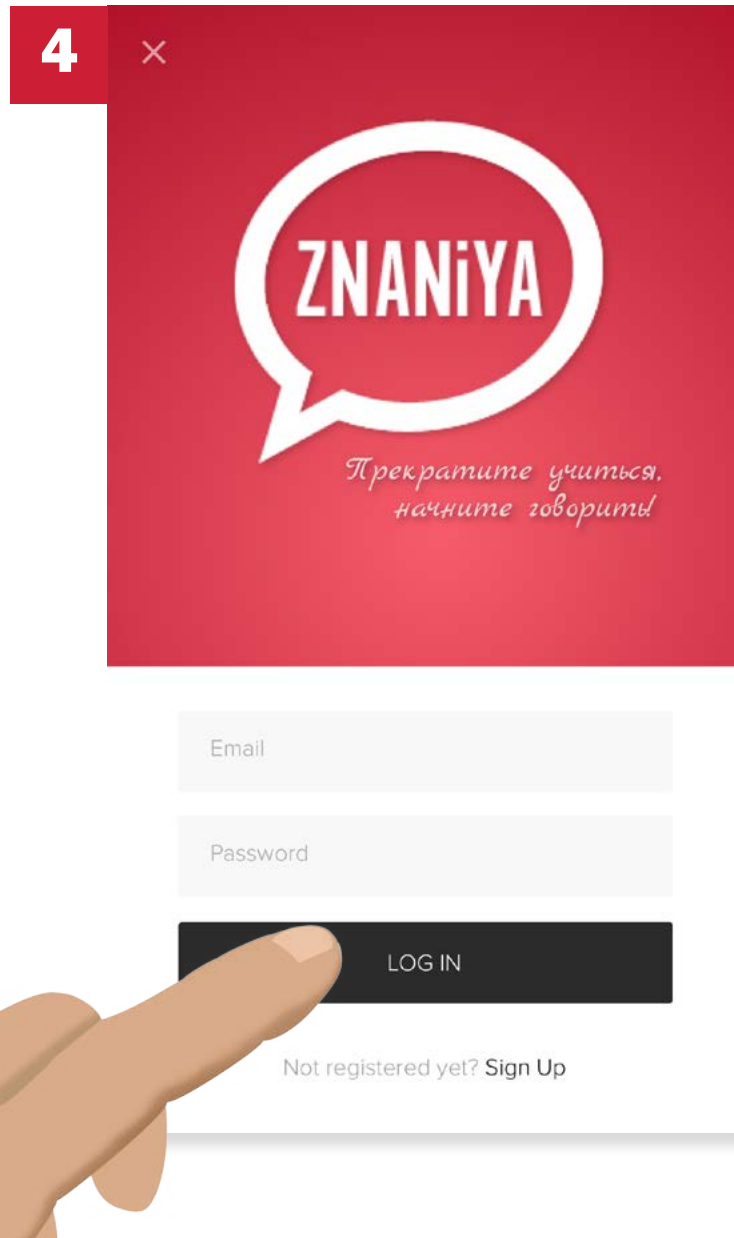 4
ZNANiYA
Прекратите учиться,
начните говорить!
Email
Password
LOG IN
Not registered yet? Sign Up